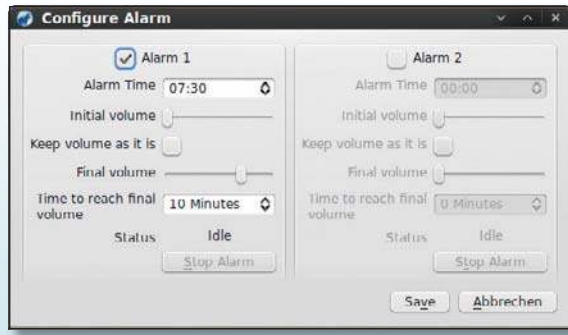 Configure Alarm
Alarm 1
Alarm Time 07:30
Initial volume
Keep volume as it is
Final volume
Time to reach final
volume
10 Minutes
Status Idle
Stop Alarm
Alarm 2
Alarm Time 00:00
Initial volume
Keep volume as it is
Final volume
Time to reach final
volume
0 Minutes
Status Idle
Stop Alarm
Save Abbrechen